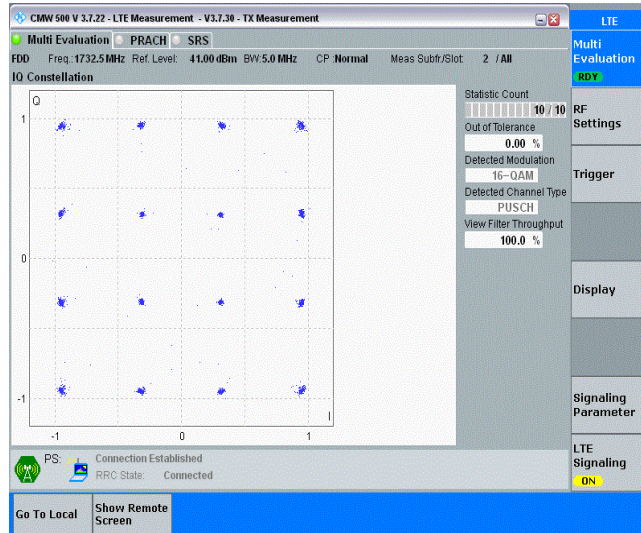 CMW 500 V 3.7.22 - LTE Measurement - V3.7.30 - TX Measurement
LTE
Multi Evaluation PRACH SRS
FDD Freq.:1732.5 MHz Ref. Level: 41.00 dBm BW:5.0 MHz CP :Normal Meas Subfr./Slot: 2 / All
IQ Constellation
Q
1
0
-1
-1 0 1
I
Statistic Count
10 / 10
Out of Tolerance
0.00 %
Detected Modulation
16-QAM
Detected Channel Type
PUSCH
View Filter Throughput
100.0 %
PS: Connection Established
RRC State: Connected
Multi
Evaluation
RDY
RF
Settings
Trigger
Display
Signaling
Parameter
LTE
Signaling
ON
Go To Local
Show Remote
Screen